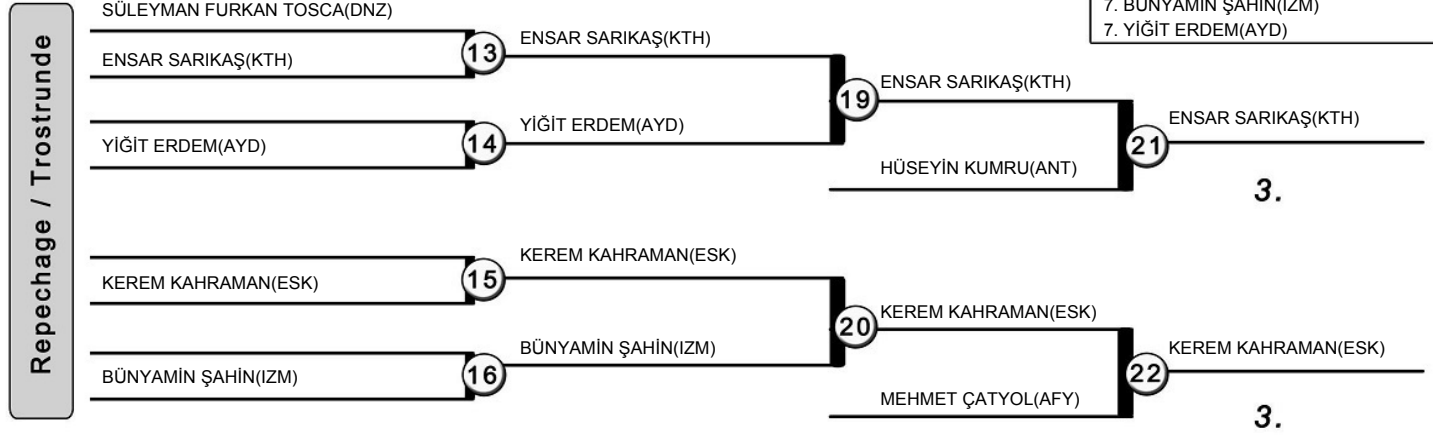 Repechage / Trostrunde
SÜLEYMAN FURKAN TOSCA(DNZ)
13
ENSAR SARIKAŞ(KTH)
ENSAR SARIKAŞ(KTH)
YİĞİT ERDEM(AYD)
14
YİĞİT ERDEM(AYD)
19
ENSAR SARIKAŞ(KTH)
HÜSEYİN KUMRU(ANT)
21
ENSAR SARIKAŞ(KTH)
3.
KEREM KAHRAMAN(ESK)
15
KEREM KAHRAMAN(ESK)
BÜNYAMİN ŞAHİN(IZM)
16
BÜNYAMİN ŞAHİN(IZM)
20
KEREM KAHRAMAN(ESK)
MEHMET ÇATYOL(AFY)
22
KEREM KAHRAMAN(ESK)
3.
7. BÜNYAMİN ŞAHİN(IZM)
7. YİĞİT ERDEM(AYD)